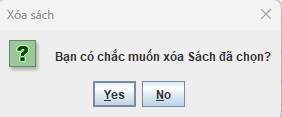 Xóa sách
Bạn có chắc muốn xóa Sách đã chọn?
Yes No